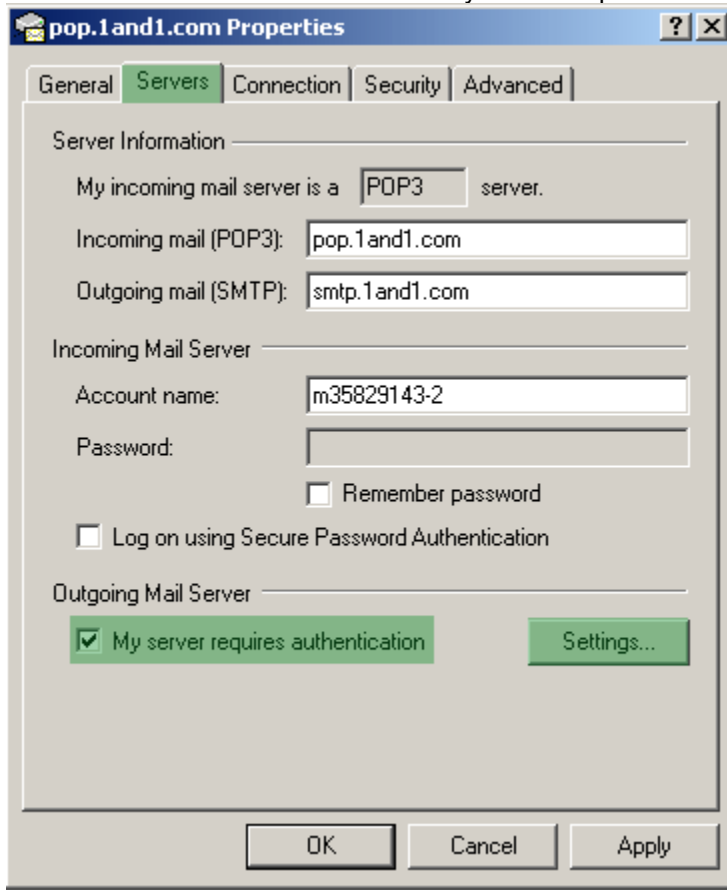 pop.1and1.com Properties
General Servers Connection Security Advanced
Server Information
My incoming mail server is a POP3 server.
Incoming mail (POP3): pop.1and1.com
Outgoing mail (SMTP): smtp.1and1.com
Incoming Mail Server
Account name: m35829143-2
Password:
Remember password
Log on using Secure Password Authentication
Outgoing Mail Server
My server requires authentication Settings...
OK Cancel Apply